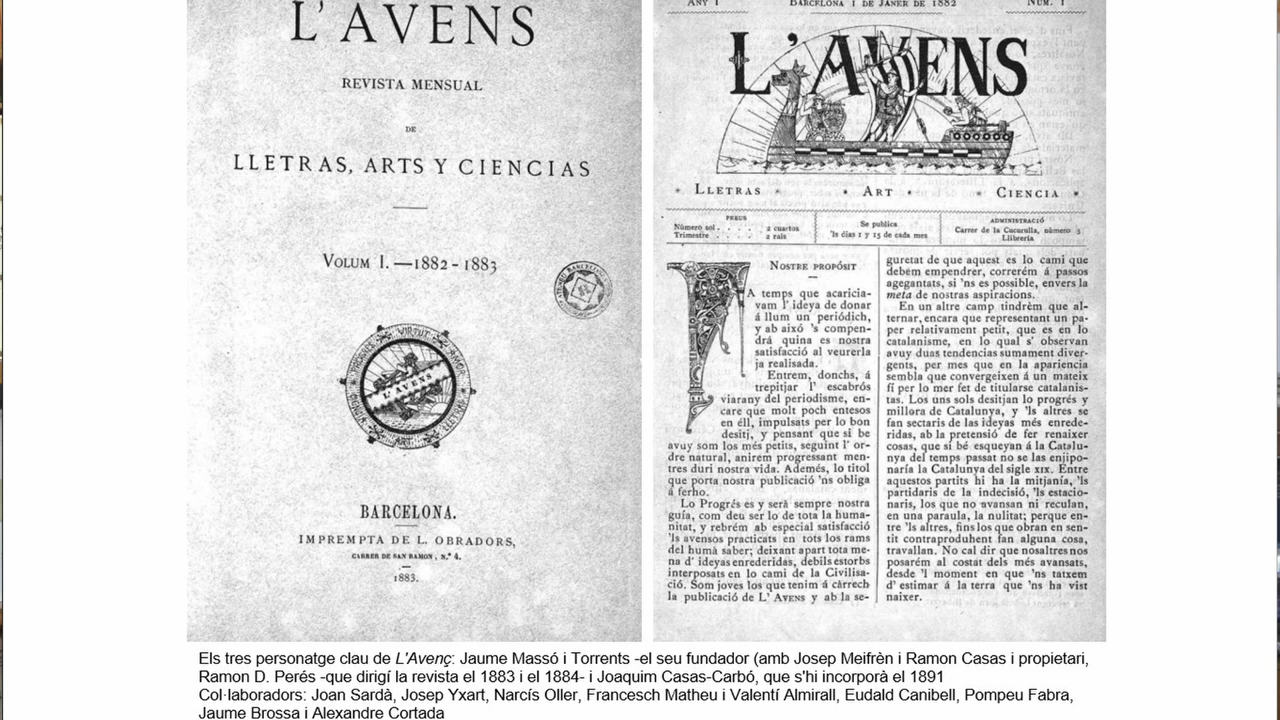 L'AVENS
REVISTA MENSUAL
DE
LLETRAS, ARTS Y CIENCIAS
VOLUM I.—1882-1883
L'AVENS
BARCELONA.
IMPREMPTA DE L. OBRADORS,
CARRER DE SAN RAMON, N.º 4.
1883.
ANY I BARCELONA 1 DE JANER DE 1882 NÚM. 1
L'AVENS
LLETRAS * ART * CIENCIA
PREUS
Número sol . . . . 2 cuartos
Trimestre . . . . 2 rals
Se publica
'ls días 1 y 15 de cada mes
ADMINISTRACIÓ
Carrer de la Cucurulla, número 3
Llibreria
NOSTRE PROPÓSIT
FA temps que acaricia-
vam l' ideya de donar
á llum un periódich,
y ab aixó 's compen-
drá quina es nostra
satisfacció al veurerla
ja realisada.
Entrem, donchs, á
trepitjar l' escabrós
viarany del periodisme, en-
care que molt poch entesos
en éll, impulsats per lo bon
desitj, y pensant que si be
avuy som los més petits, seguint l' or-
dre natural, anirem progressant men-
tres duri nostra vida. Además, lo titol
que porta nostra publicació 'ns obliga
á ferho.
Lo Progrés es y será sempre nostra
guía, com deu ser lo de tota la huma-
nitat, y rebrém ab especial satisfacció
'ls avensos practicats en tots los rams
del humá saber; deixant apart tota me-
na d' ideyas enrederidas, debils estorbs
interposats en lo camí de la Civilisa-
ció. Som joves los que tenim á cárrech
la publicació de L' AVENS y ab la se-
guretat de que aquest es lo camí que
debém empendrer, correrém á passos
agegantats, si 'ns es possible, envers la
meta de nostras aspiracions.
En un altre camp tindrèm que al-
ternar, encara que representant un pa-
per relativament petit, que es en lo
catalanisme, en lo qual s' observan
avuy duas tendencias sumament diver-
gents, per mes que en la apariencia
sembla que convergeixen á un mateix
fí per lo mer fet de titularse catalanis-
tas. Los uns sols desitjan lo progrés y
millora de Catalunya, y 'ls altres se
fan sectaris de las ideyas més enrede-
ridas, ab la pretensió de fer renaixer
cosas, que si bé esqueyan á la Catalu-
nya del temps passat no se las enjipo-
naría la Catalunya del sigle XIX. Entre
aquestos partits hi ha la mitjanía, 'ls
partidaris de la indecisió, 'ls estacio-
naris, los que no avansan ni reculan,
en una paraula, la nulitat; perque en-
tre 'ls altres, fins los que obran en sen-
tit contraproduhent fan alguna cosa,
travallan. No cal dir que nosaltres nos
posarém al costat dels més avansats,
desde 'l moment en que 'ns tatxem
d' estimar á la terra que 'ns ha vist
naixer.
Els tres personatge clau de L'Avenç: Jaume Massó i Torrents -el seu fundador (amb Josep Meifrèn i Ramon Casas i propietari,
Ramon D. Perés -que dirigí la revista el 1883 i el 1884- i Joaquim Casas-Carbó, que s'hi incorporà el 1891
Col·laboradors: Joan Sardà, Josep Yxart, Narcís Oller, Francesch Matheu i Valentí Almirall, Eudald Canibell, Pompeu Fabra,
Jaume Brossa i Alexandre Cortada